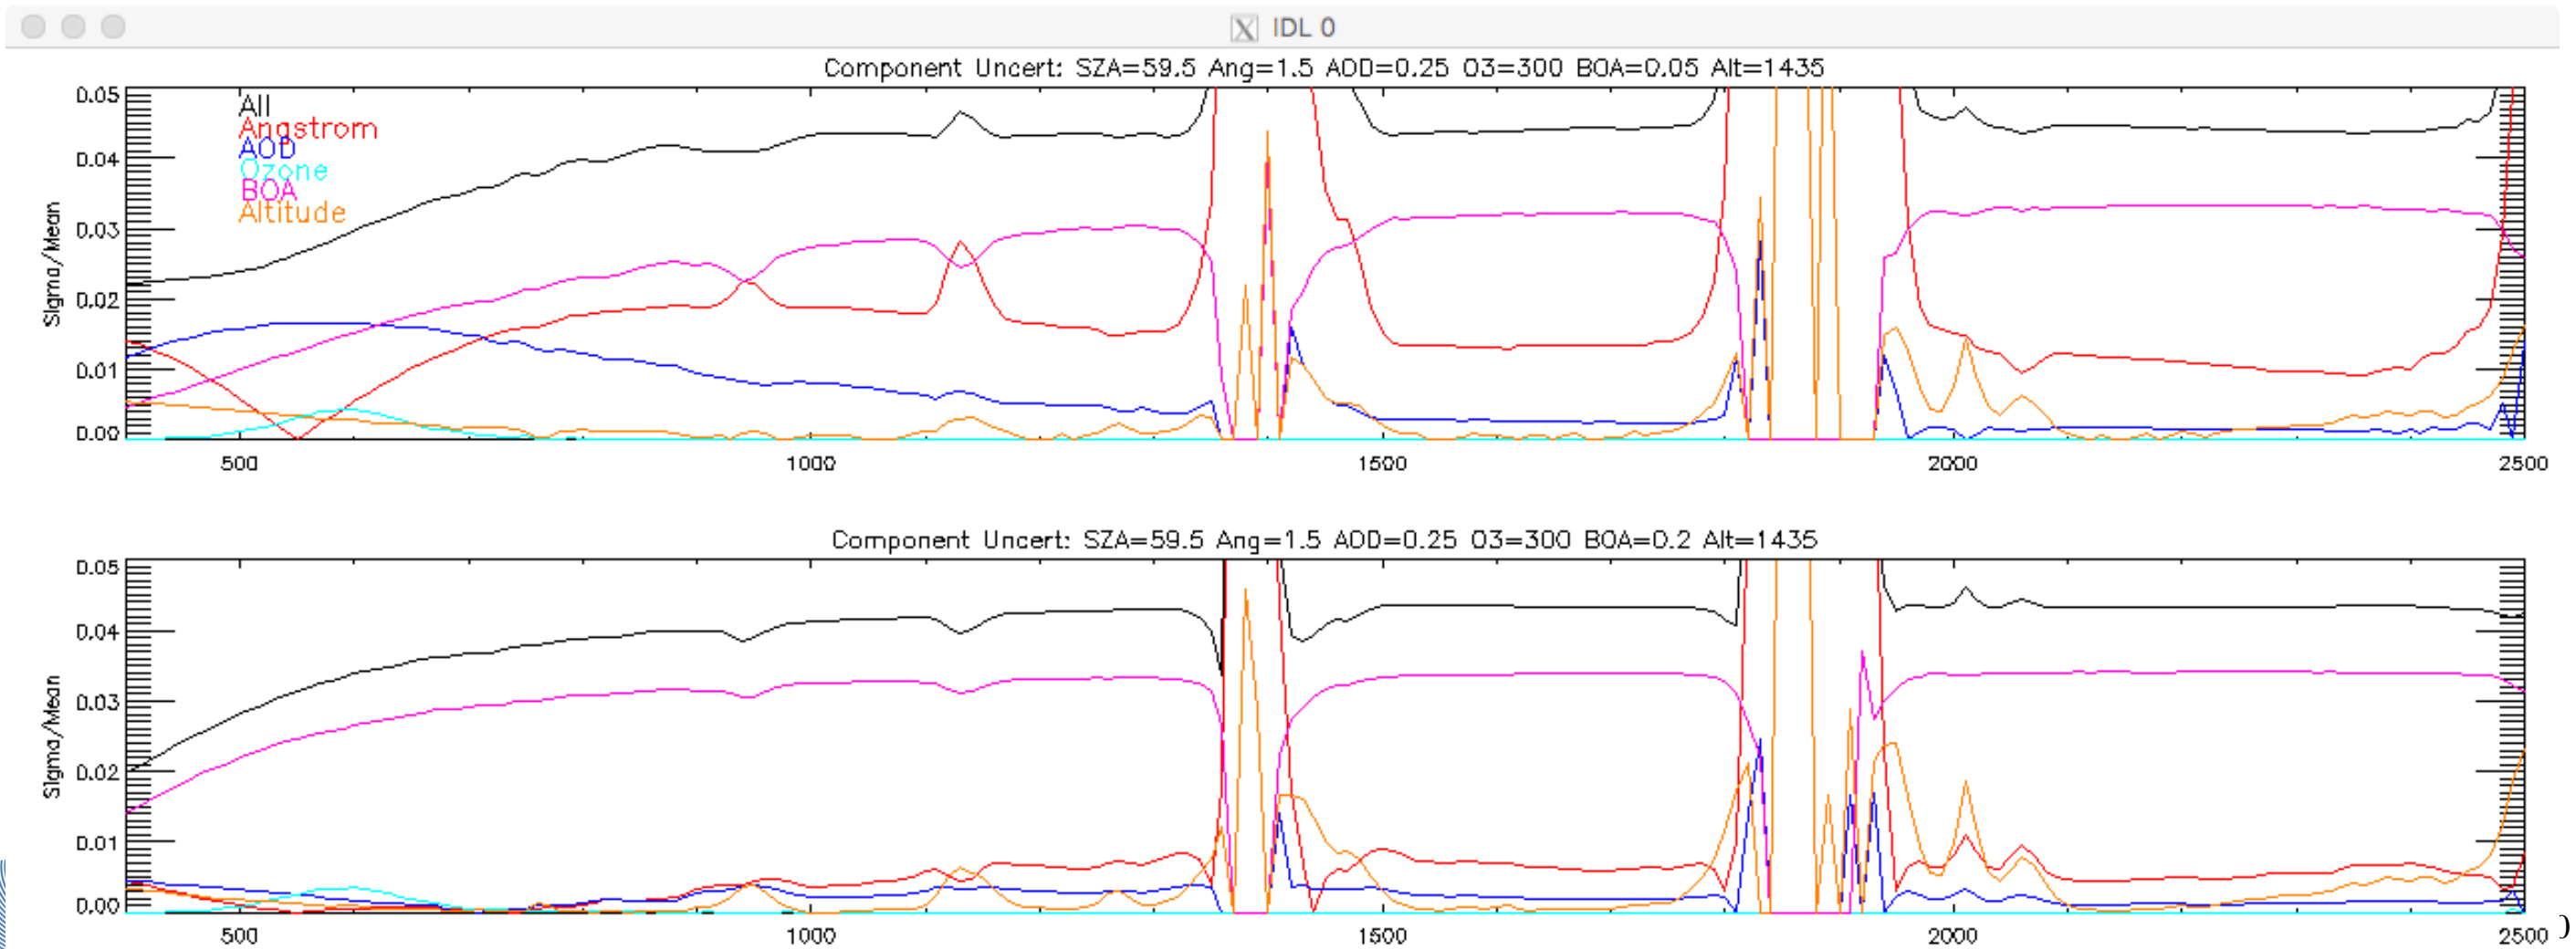 IDL 0
Component Uncert: SZA=59.5 Ang=1.5 AOD=0.25 O3=300 BOA=0.05 Alt=1435
0.05
0.04
0.03
0.02
0.01
0.00
Sigma/Mean
All
Angstrom
AOD
Ozone
BOA
Altitude
500 1000 1500 2000 2500
Component Uncert: SZA=59.5 Ang=1.5 AOD=0.25 O3=300 BOA=0.2 Alt=1435
0.05
0.04
0.03
0.02
0.01
0.00
Sigma/Mean
500 1000 1500 2000 2500